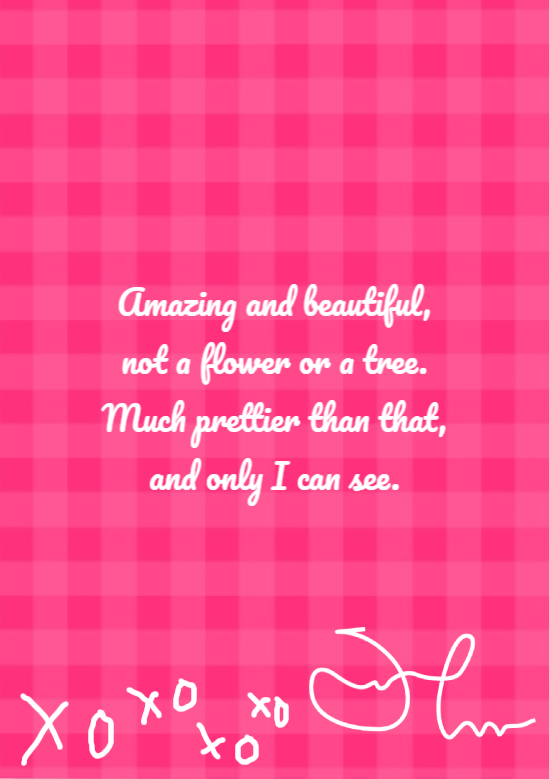 Amazing and beautiful,
not a flower or a tree.
Much prettier than that,
and only I can see.
XO XO XO XO